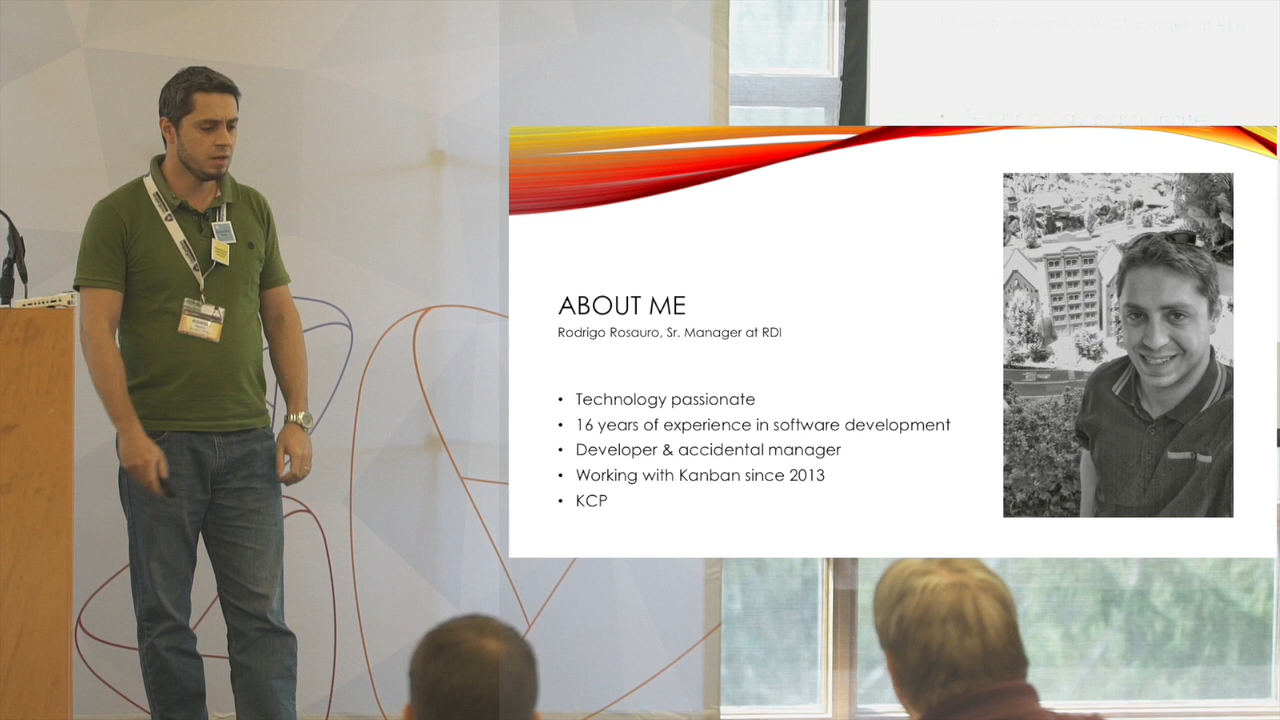 ABOUT ME
Rodrigo Rosauro, Sr. Manager at RDI
• Technology passionate
• 16 years of experience in software development
• Developer & accidental manager
• Working with Kanban since 2013
• KCP